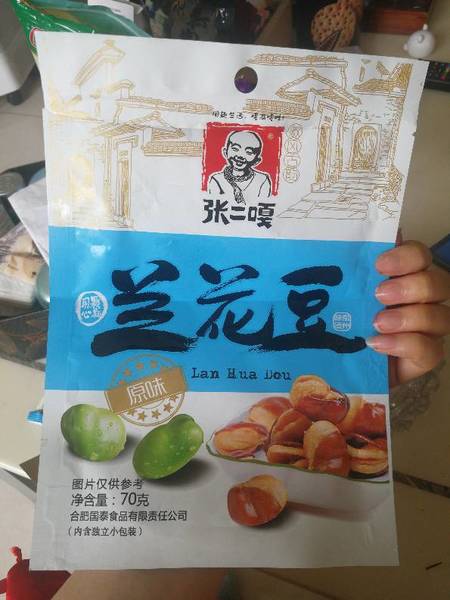 张二嘎
兰花豆
Lan Hua Dou
原味
图片仅供参考
净含量：70克
合肥国泰食品有限责任公司
（内含独立小包装）